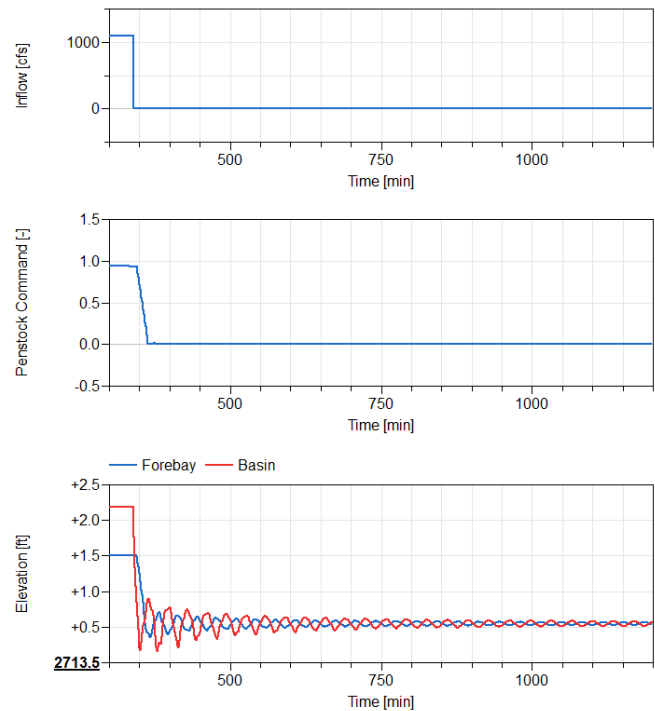 Inflow [cfs]
1000
0
500
750
1000
Time [min]
Penstock Command [-]
1.5
1.0
0.5
0.0
-0.5
500
750
1000
Time [min]
Forebay
Basin
Elevation [ft]
+2.5
+2.0
+1.5
+1.0
+0.5
2713.5
500
750
1000
Time [min]